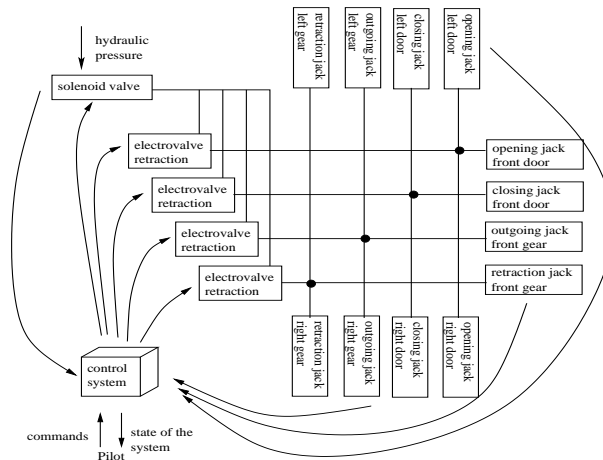 hydraulic
pressure
solenoid valve
retraction jack
left gear
outgoing jack
left gear
closing jack
left door
opening jack
left door
electrovalve
retraction
opening jack
front door
electrovalve
retraction
closing jack
front door
electrovalve
retraction
outgoing jack
front gear
electrovalve
retraction
retraction jack
front gear
retraction jack
right gear
outgoing jack
right gear
closing jack
right door
opening jack
right door
control
system
commands
state of the
system
Pilot